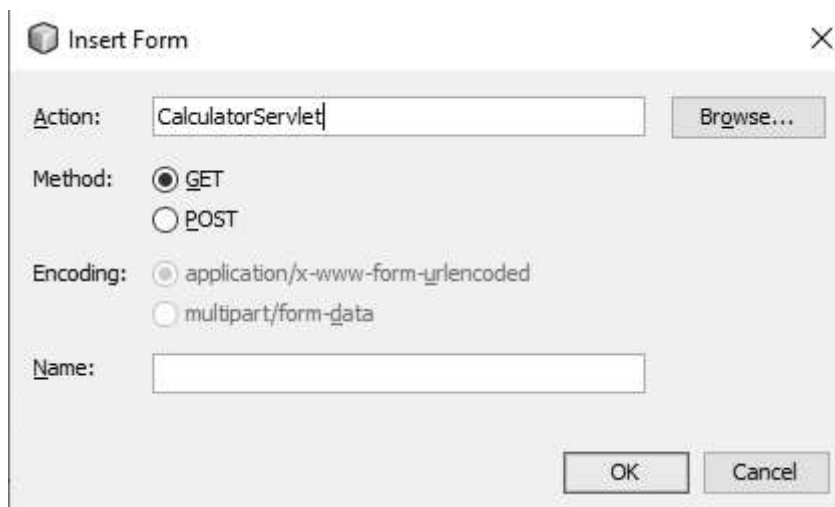 Insert Form
Action: CalculatorServlet Browse...
Method: GET
POST
Encoding: application/x-www-form-urlencoded
multipart/form-data
Name:
OK Cancel